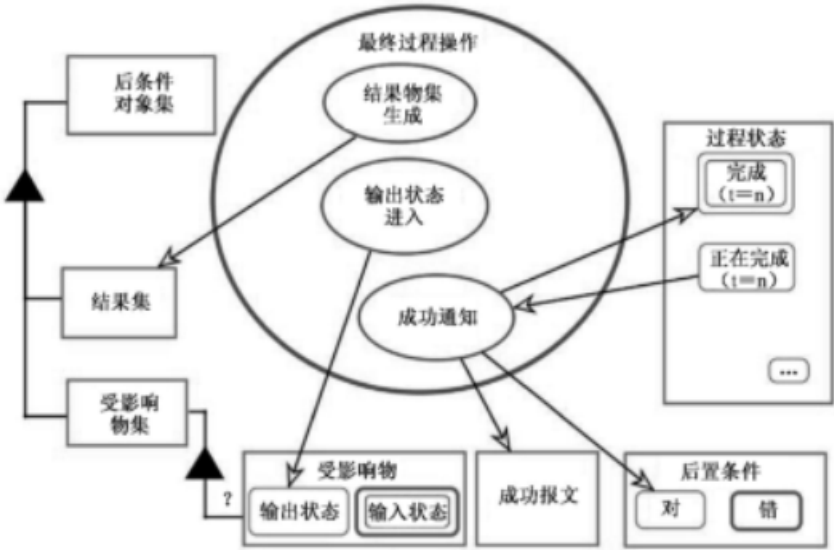 最终过程操作
后条件
对象集
结果物集
生成
过程状态
完成
（t＝n）
输出状态
进入
正在完成
（t＝n）
结果集
成功通知
...
受影响
物集
?
受影响物
输出状态
输入状态
成功报文
后置条件
对
错